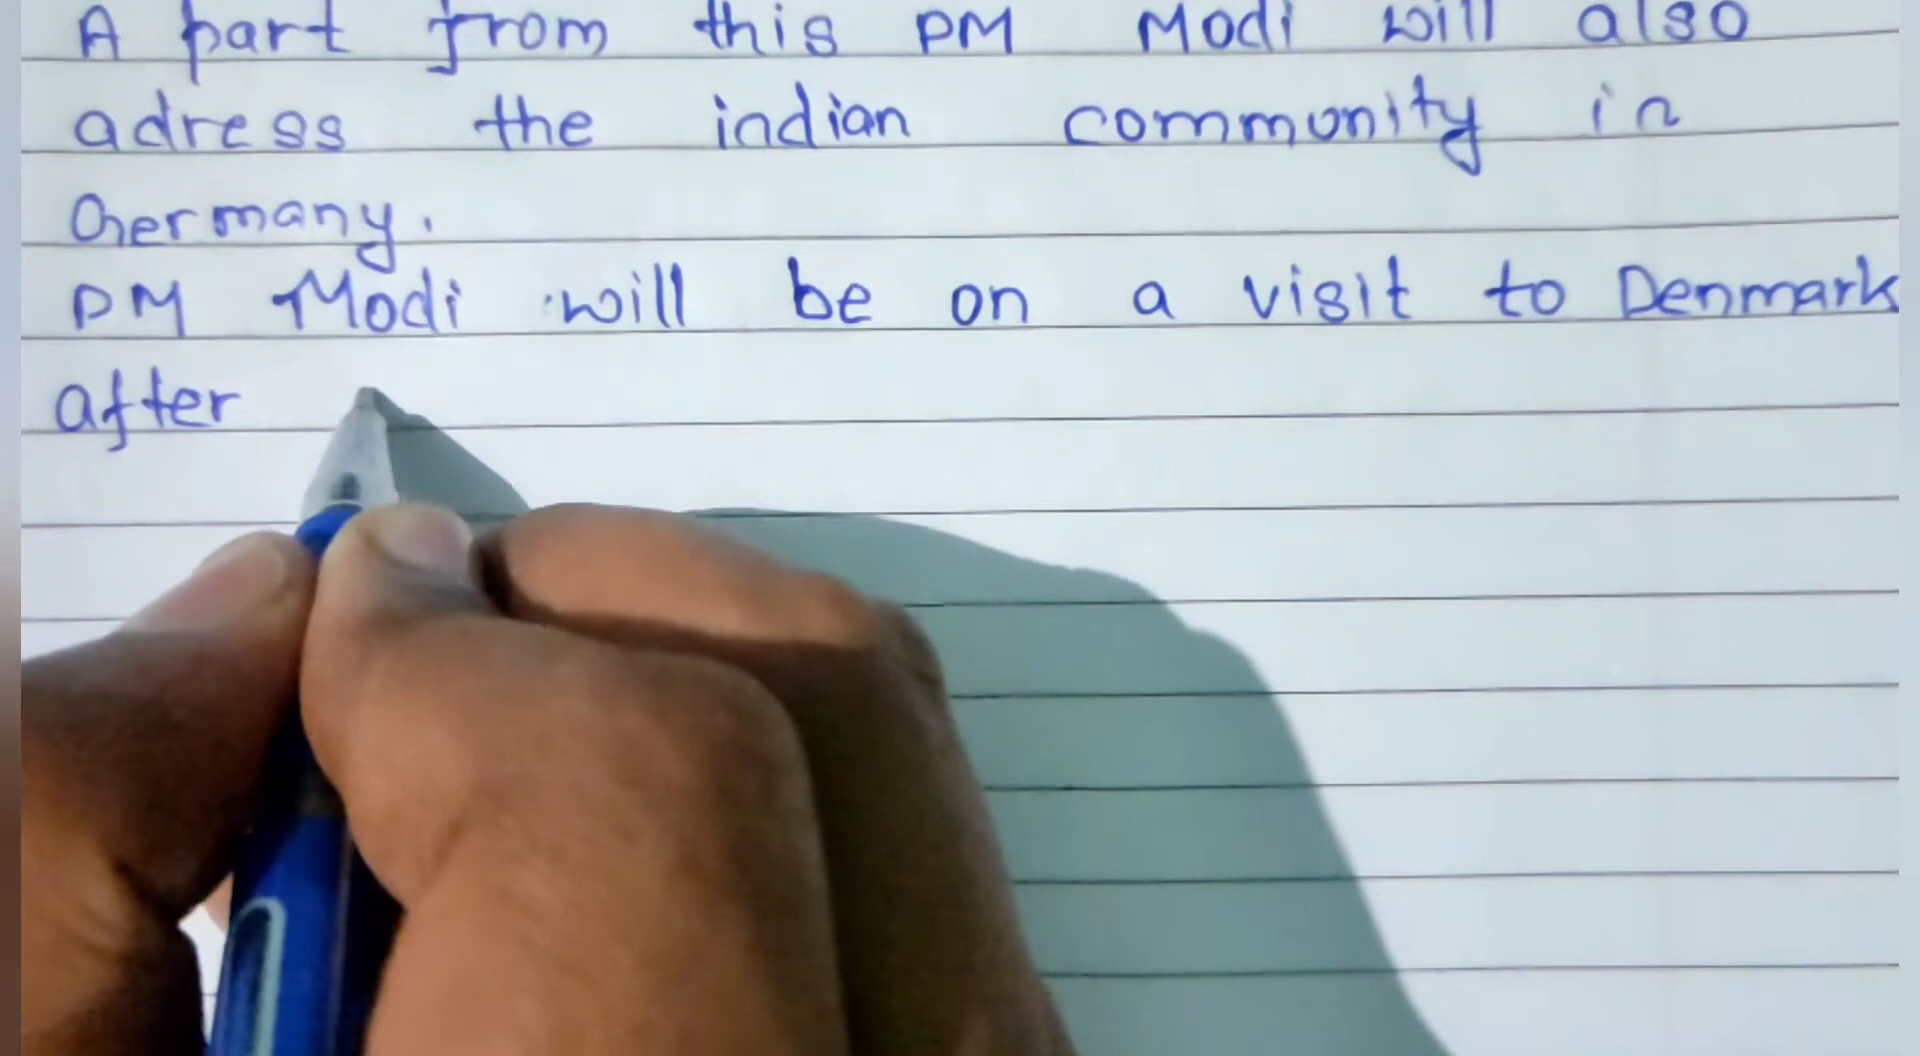 A part from this PM Modi will also
adress the indian community in
Germany.
PM Modi will be on a visit to Denmark
after